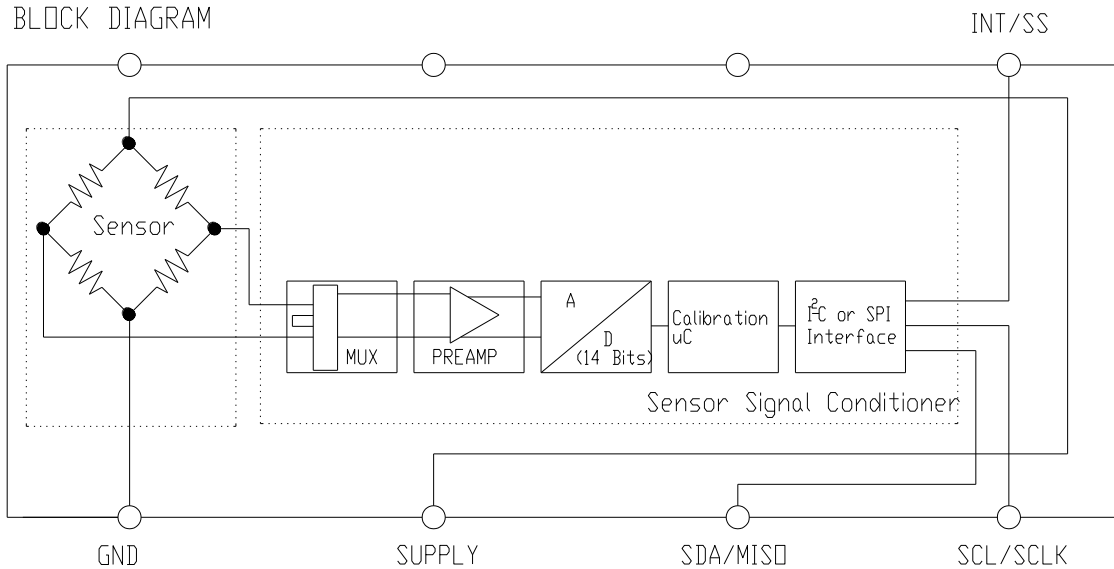 BLOCK DIAGRAM
INT/SS
Sensor
A
D
(14 Bits)
MUX
PREAMP
Calibration
uC
I²C or SPI
Interface
Sensor Signal Conditioner
GND
SUPPLY
SDA/MISO
SCL/SCLK